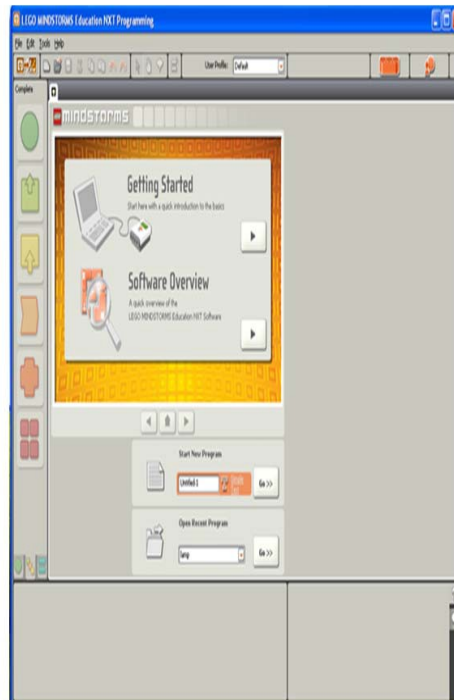 LEGO MINDSTORMS Education NXT Programming
File Edit Tools Help
User Profile: Default
Complete
mindstorms
Getting Started
Start here with a quick introduction to the basics
Software Overview
A quick overview of the
LEGO MINDSTORMS Education NXT Software
Start New Program
Untitled-1
Go >>
Open Recent Program
lamp
Go >>